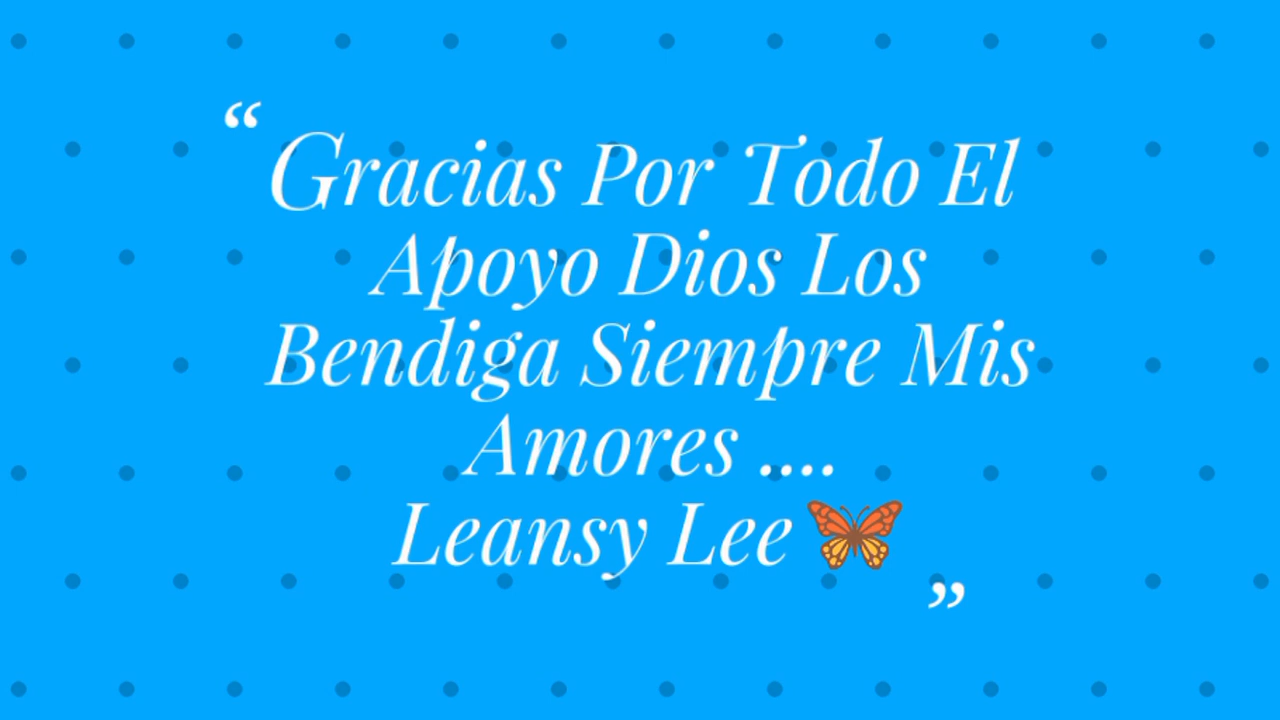 “Gracias Por Todo El
Apoyo Dios Los
Bendiga Siempre Mis
Amores ....
Leansy Lee 🦋
”